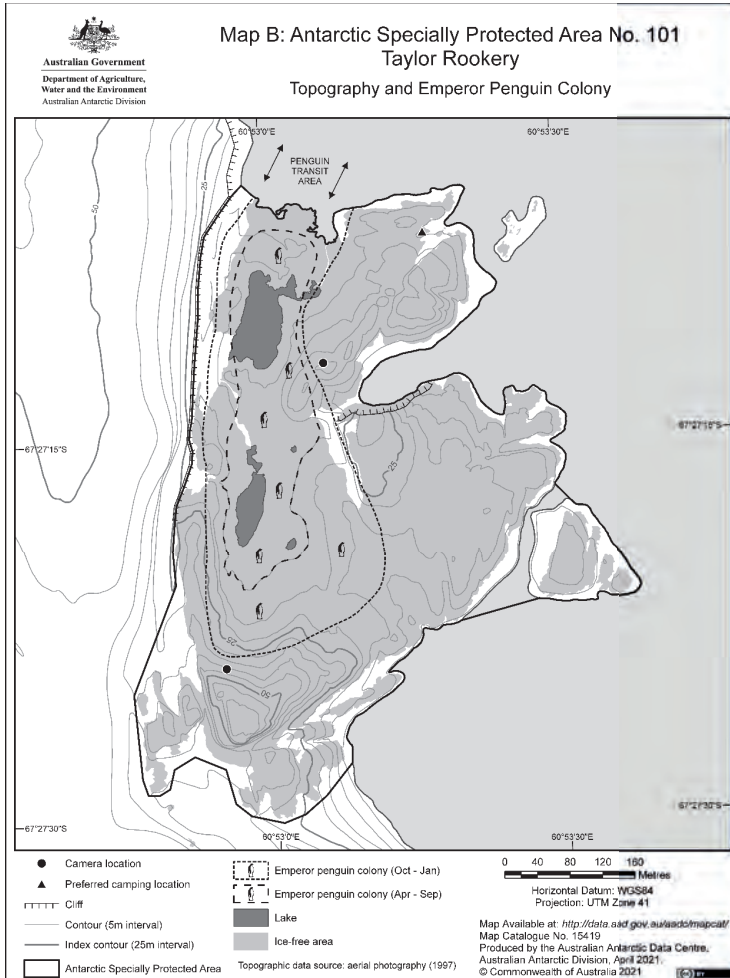 Map B: Antarctic Specially Protected Area No. 101
Taylor Rookery
Topography and Emperor Penguin Colony
Australian Government
Department of Agriculture,
Water and the Environment
Australian Antarctic Division
60°53'0"E
60°53'30"E
PENGUIN
TRANSIT
AREA
25
50
67°27'15"S
67°27'15"S
25
25
50
67°27'30"S
67°27'30"S
60°53'0"E
60°53'30"E
Camera location
Preferred camping location
Cliff
Contour (5m interval)
Index contour (25m interval)
Antarctic Specially Protected Area
Emperor penguin colony (Oct - Jan)
Emperor penguin colony (Apr - Sep)
Lake
Ice-free area
Topographic data source: aerial photography (1997)
0 40 80 120 160
Metres
Horizontal Datum: WGS84
Projection: UTM Zone 41
Map Available at: http://data.aad.gov.au/aadc/mapcat/
Map Catalogue No. 15419
Produced by the Australian Antarctic Data Centre,
Australian Antarctic Division, April 2021.
© Commonwealth of Australia 2021